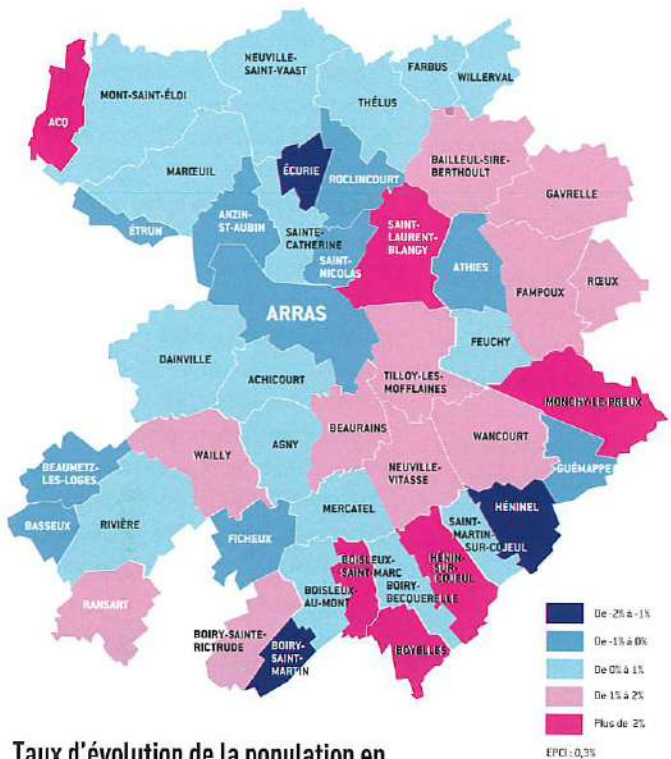 NEUVILLE-
SAINT-VAAST
FARBUS
WILLERVAL
MONT-SAINT-ÉLOI
THÉLUS
ACQ
BAILLEUL-SIRE-
BERTHOULT
MARŒUIL
ÉCURIE
ROCLINCOURT
GAVRELLE
ANZIN-
ST-AUBIN
ÉTRUN
SAINTE-
CATHERINE
SAINT-
LAURENT-
BLANGY
SAINT-
NICOLAS
ATHIES
FAMPOUX
RŒUX
ARRAS
FEUCHY
DAINVILLE
ACHICOURT
TILLOY-LES-
MOFFLAINES
MONCHY-LE-PREUX
BEAURAINS
WANCOURT
WAILLY
AGNY
BEAUMETZ-
LES-LOGES
NEUVILLE-
VITASSE
GUÉMAPPE
MERCATEL
HÉNINEL
BASSEUX
RIVIÈRE
FICHEUX
SAINT-
MARTIN-
SUR-COJEUL
BOISLEUX-
SAINT-MARC
HÉNIN-
SUR-
COJEUL
BOISLEUX-
AU-MONT
BOIRY-
BECQUERELLE
RANSART
BOIRY-SAINTE-
RICTRUDE
BOIRY-
SAINT-
MARTIN
BOYELLES
De -2% à -1%
De -1% à 0%
De 0% à 1%
De 1% à 2%
Plus de 2%
EPCI : 0,3%
Taux d'évolution de la population en